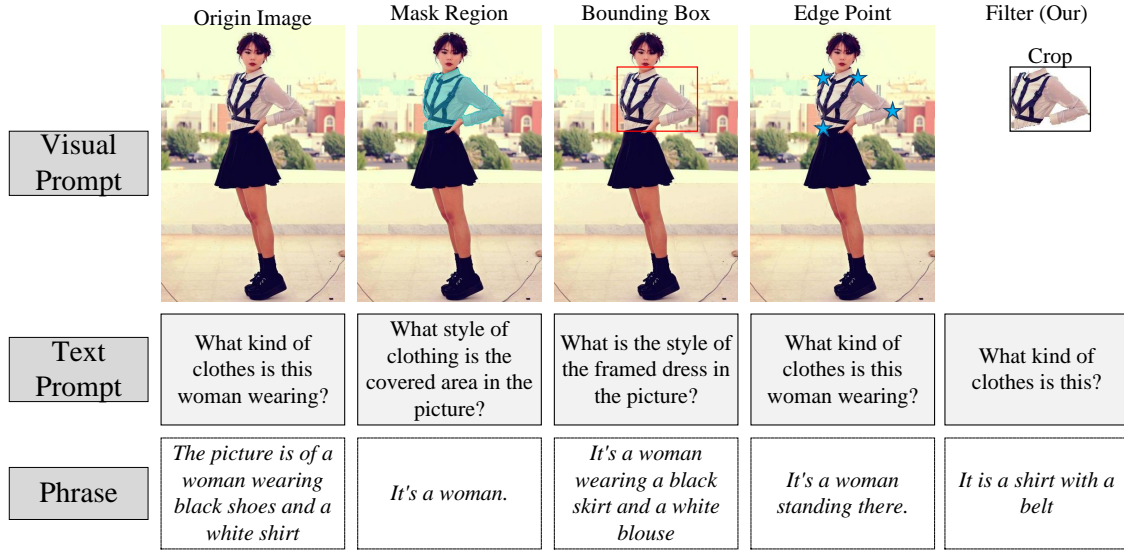 Origin Image
Mask Region
Bounding Box
Edge Point
Filter (Our)
Crop
Visual
Prompt
Text
Prompt
What kind of
clothes is this
woman wearing?
What style of
clothing is the
covered area in the
picture?
What is the style of
the framed dress in
the picture?
What kind of
clothes is this
woman wearing?
What kind of
clothes is this?
Phrase
The picture is of a
woman wearing
black shoes and a
white shirt
It's a woman.
It's a woman
wearing a black
skirt and a white
blouse
It's a woman
standing there.
It is a shirt with a
belt